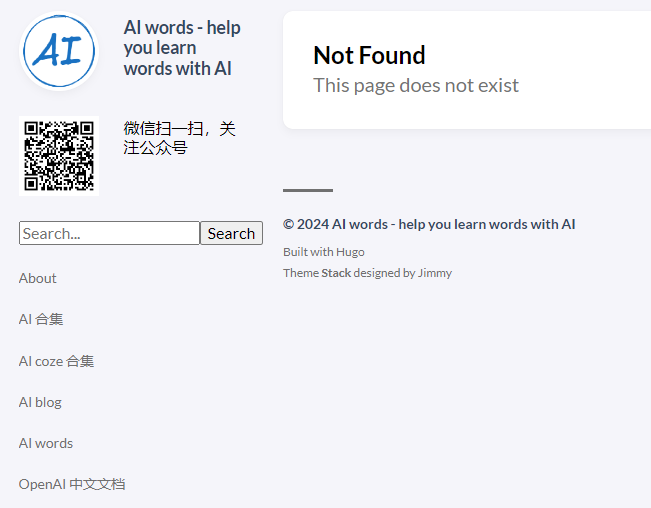 AI
AI words - help
you learn
words with AI
微信扫一扫，关
注公众号
Search...
Search
About
AI 合集
AI coze 合集
AI blog
AI words
OpenAI 中文文档
Not Found
This page does not exist
© 2024 AI words - help you learn words with AI
Built with Hugo
Theme Stack designed by Jimmy